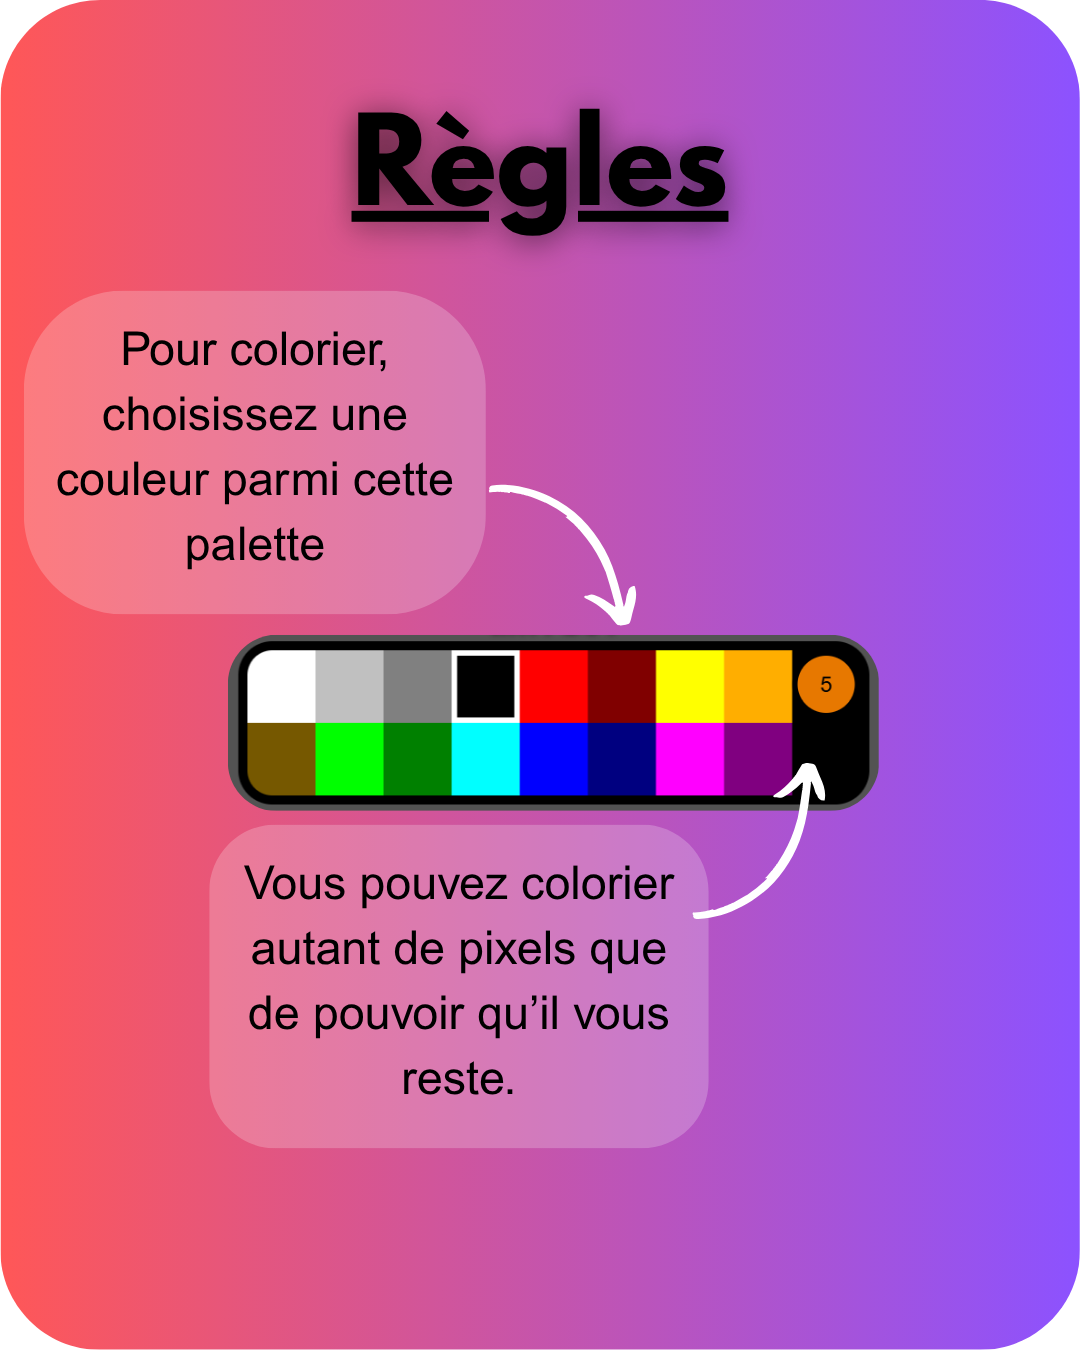 Règles
Pour colorier,
choisissez une
couleur parmi cette
palette
5
Vous pouvez colorier
autant de pixels que
de pouvoir qu’il vous
reste.